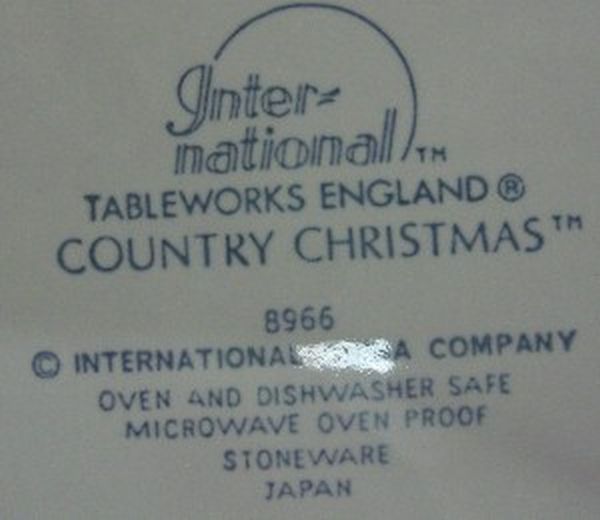 Inter-
national™
TABLEWORKS ENGLAND®
COUNTRY CHRISTMAS™
8966
© INTERNATIONAL A COMPANY
OVEN AND DISHWASHER SAFE
MICROWAVE OVEN PROOF
STONEWARE
JAPAN